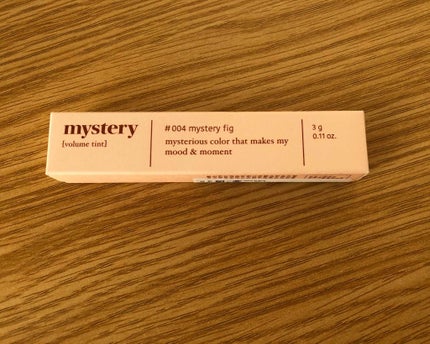 mystery
[volume tint]
#004 mystery fig
mysterious color that makes my
mood & moment
3 g
0.11 oz.